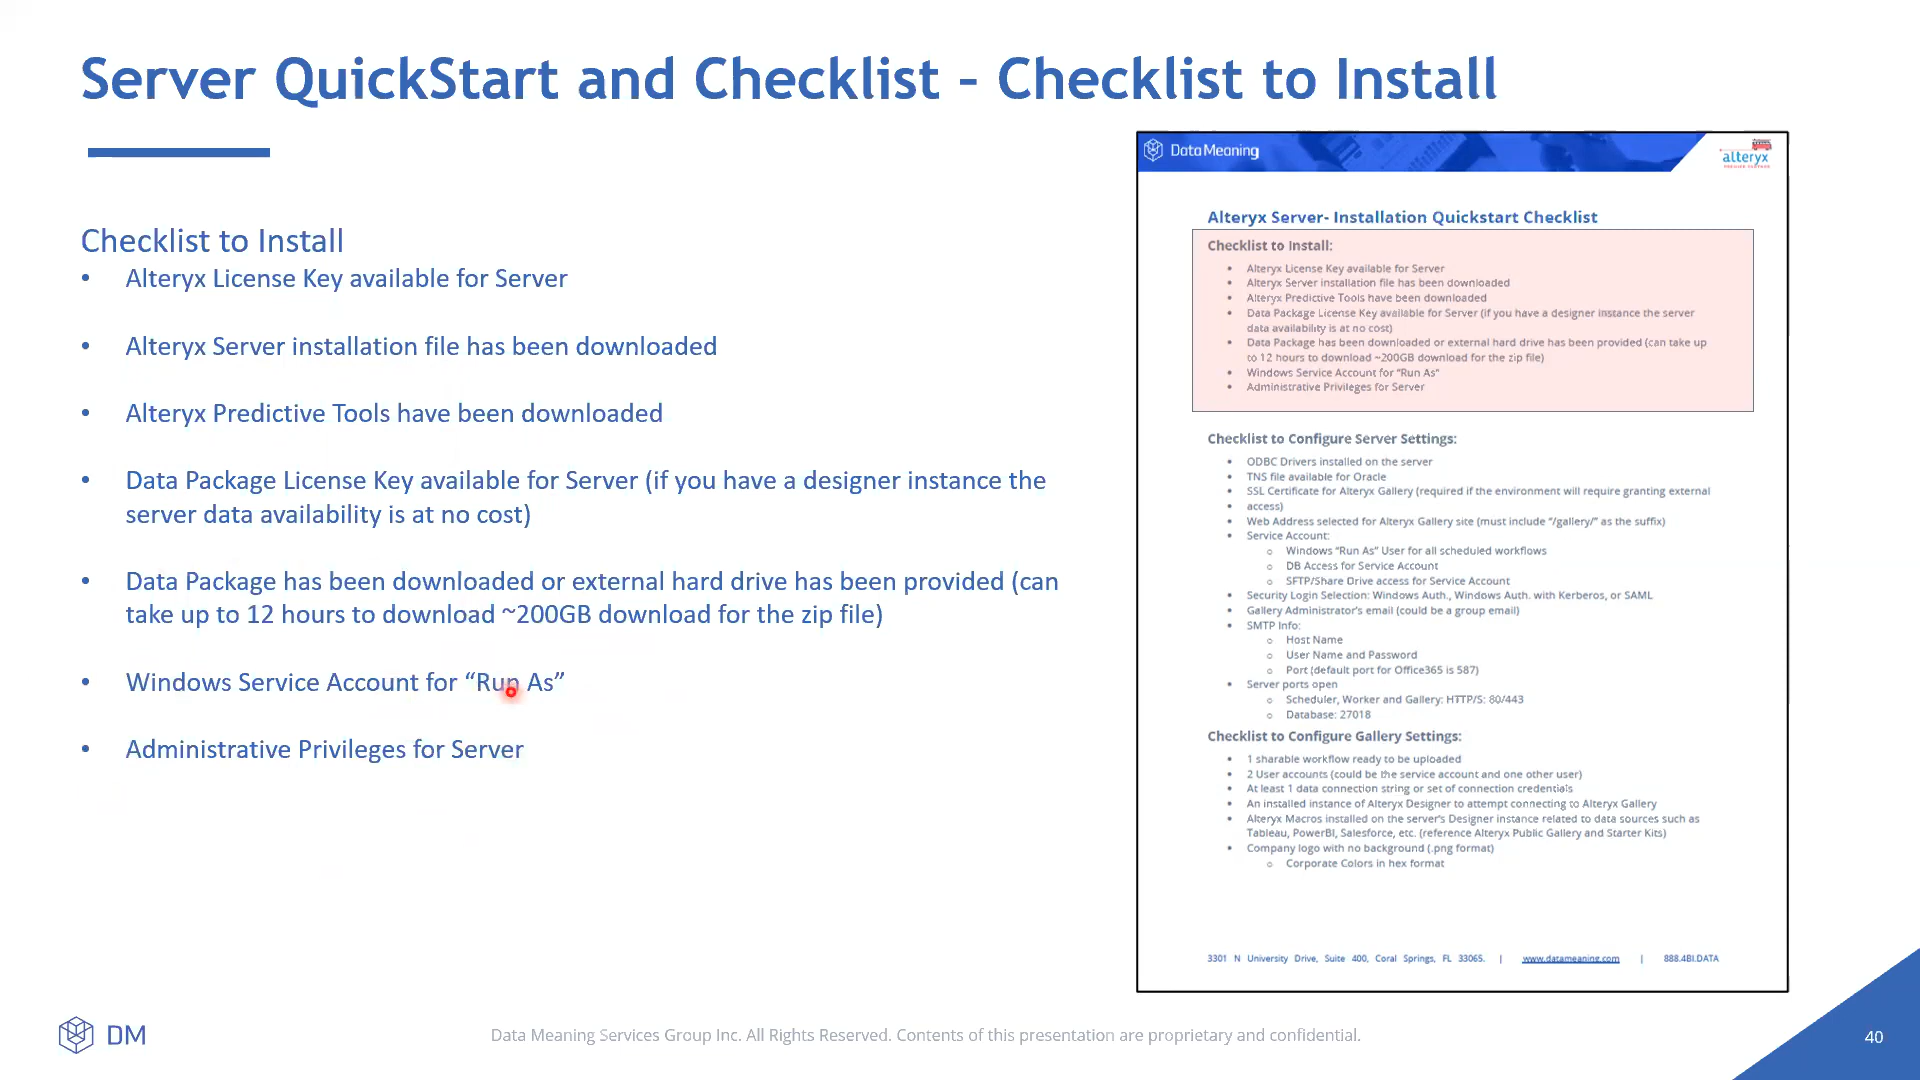 Server QuickStart and Checklist – Checklist to Install
Checklist to Install
• Alteryx License Key available for Server
• Alteryx Server installation file has been downloaded
• Alteryx Predictive Tools have been downloaded
• Data Package License Key available for Server (if you have a designer instance the
server data availability is at no cost)
• Data Package has been downloaded or external hard drive has been provided (can
take up to 12 hours to download ~200GB download for the zip file)
• Windows Service Account for “Run As”
• Administrative Privileges for Server
DataMeaning
alteryx
Alteryx Server- Installation Quickstart Checklist
Checklist to Install:
• Alteryx License Key available for Server
• Alteryx Server installation file has been downloaded
• Alteryx Predictive Tools have been downloaded
• Data Package License Key available for Server (if you have a designer instance the server
data availability is at no cost)
• Data Package has been downloaded or external hard drive has been provided (can take up
to 12 hours to download ~200GB download for the zip file)
• Windows Service Account for “Run As”
• Administrative Privileges for Server
Checklist to Configure Server Settings:
• ODBC Drivers installed on the server
• TNS file available for Oracle
• SSL Certificate for Alteryx Gallery (required if the environment will require granting external
• access)
• Web Address selected for Alteryx Gallery site (must include “/gallery/” as the suffix)
• Service Account:
o Windows “Run As” User for all scheduled workflows
o DB Access for Service Account
o SFTP/Share Drive access for Service Account
• Security Login Selection: Windows Auth., Windows Auth. with Kerberos, or SAML
• Gallery Administrator’s email (could be a group email)
• SMTP Info:
o Host Name
o User Name and Password
o Port (default port for Office365 is 587)
• Server ports open
o Scheduler, Worker and Gallery: HTTP/S: 80/443
o Database: 27018
Checklist to Configure Gallery Settings:
• 1 sharable workflow ready to be uploaded
• 2 User accounts (could be the service account and one other user)
• At least 1 data connection string or set of connection credentials
• An installed instance of Alteryx Designer to attempt connecting to Alteryx Gallery
• Alteryx Macros installed on the server’s Designer instance related to data sources such as
Tableau, PowerBI, Salesforce, etc. (reference Alteryx Public Gallery and Starter Kits)
• Company logo with no background (.png format)
o Corporate Colors in hex format
3301 N University Drive, Suite 400, Coral Springs, FL 33065. | www.datameaning.com | 888.4BI.DATA
DM
Data Meaning Services Group Inc. All Rights Reserved. Contents of this presentation are proprietary and confidential.
40